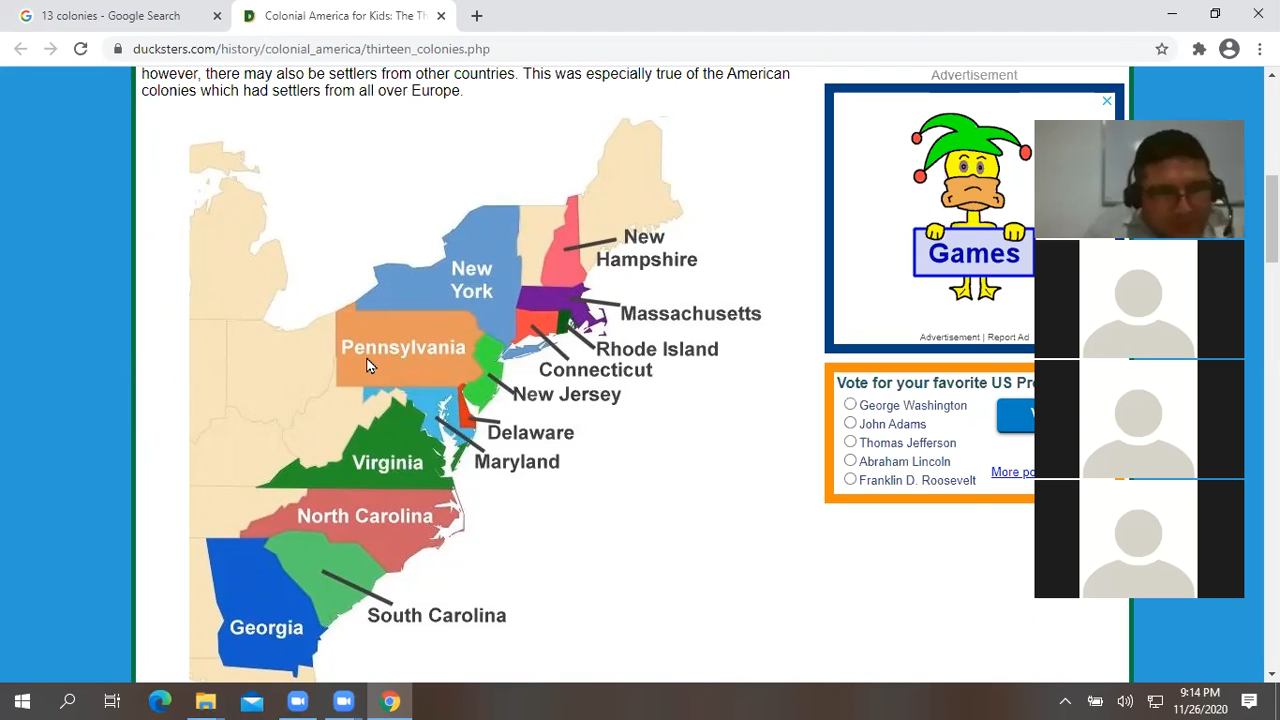 13 colonies - Google Search
Colonial America for Kids: The Th
ducksters.com/history/colonial_america/thirteen_colonies.php
however, there may also be settlers from other countries. This was especially true of the American
colonies which had settlers from all over Europe.
Advertisement
Games
Advertisement | Report Ad
New
Hampshire
New
York
Massachusetts
Pennsylvania
Rhode Island
Connecticut
New Jersey
Delaware
Maryland
Virginia
North Carolina
South Carolina
Georgia
Vote for your favorite US Pre
George Washington
John Adams
Thomas Jefferson
Abraham Lincoln
Franklin D. Roosevelt
V
More po
9:14 PM
11/26/2020